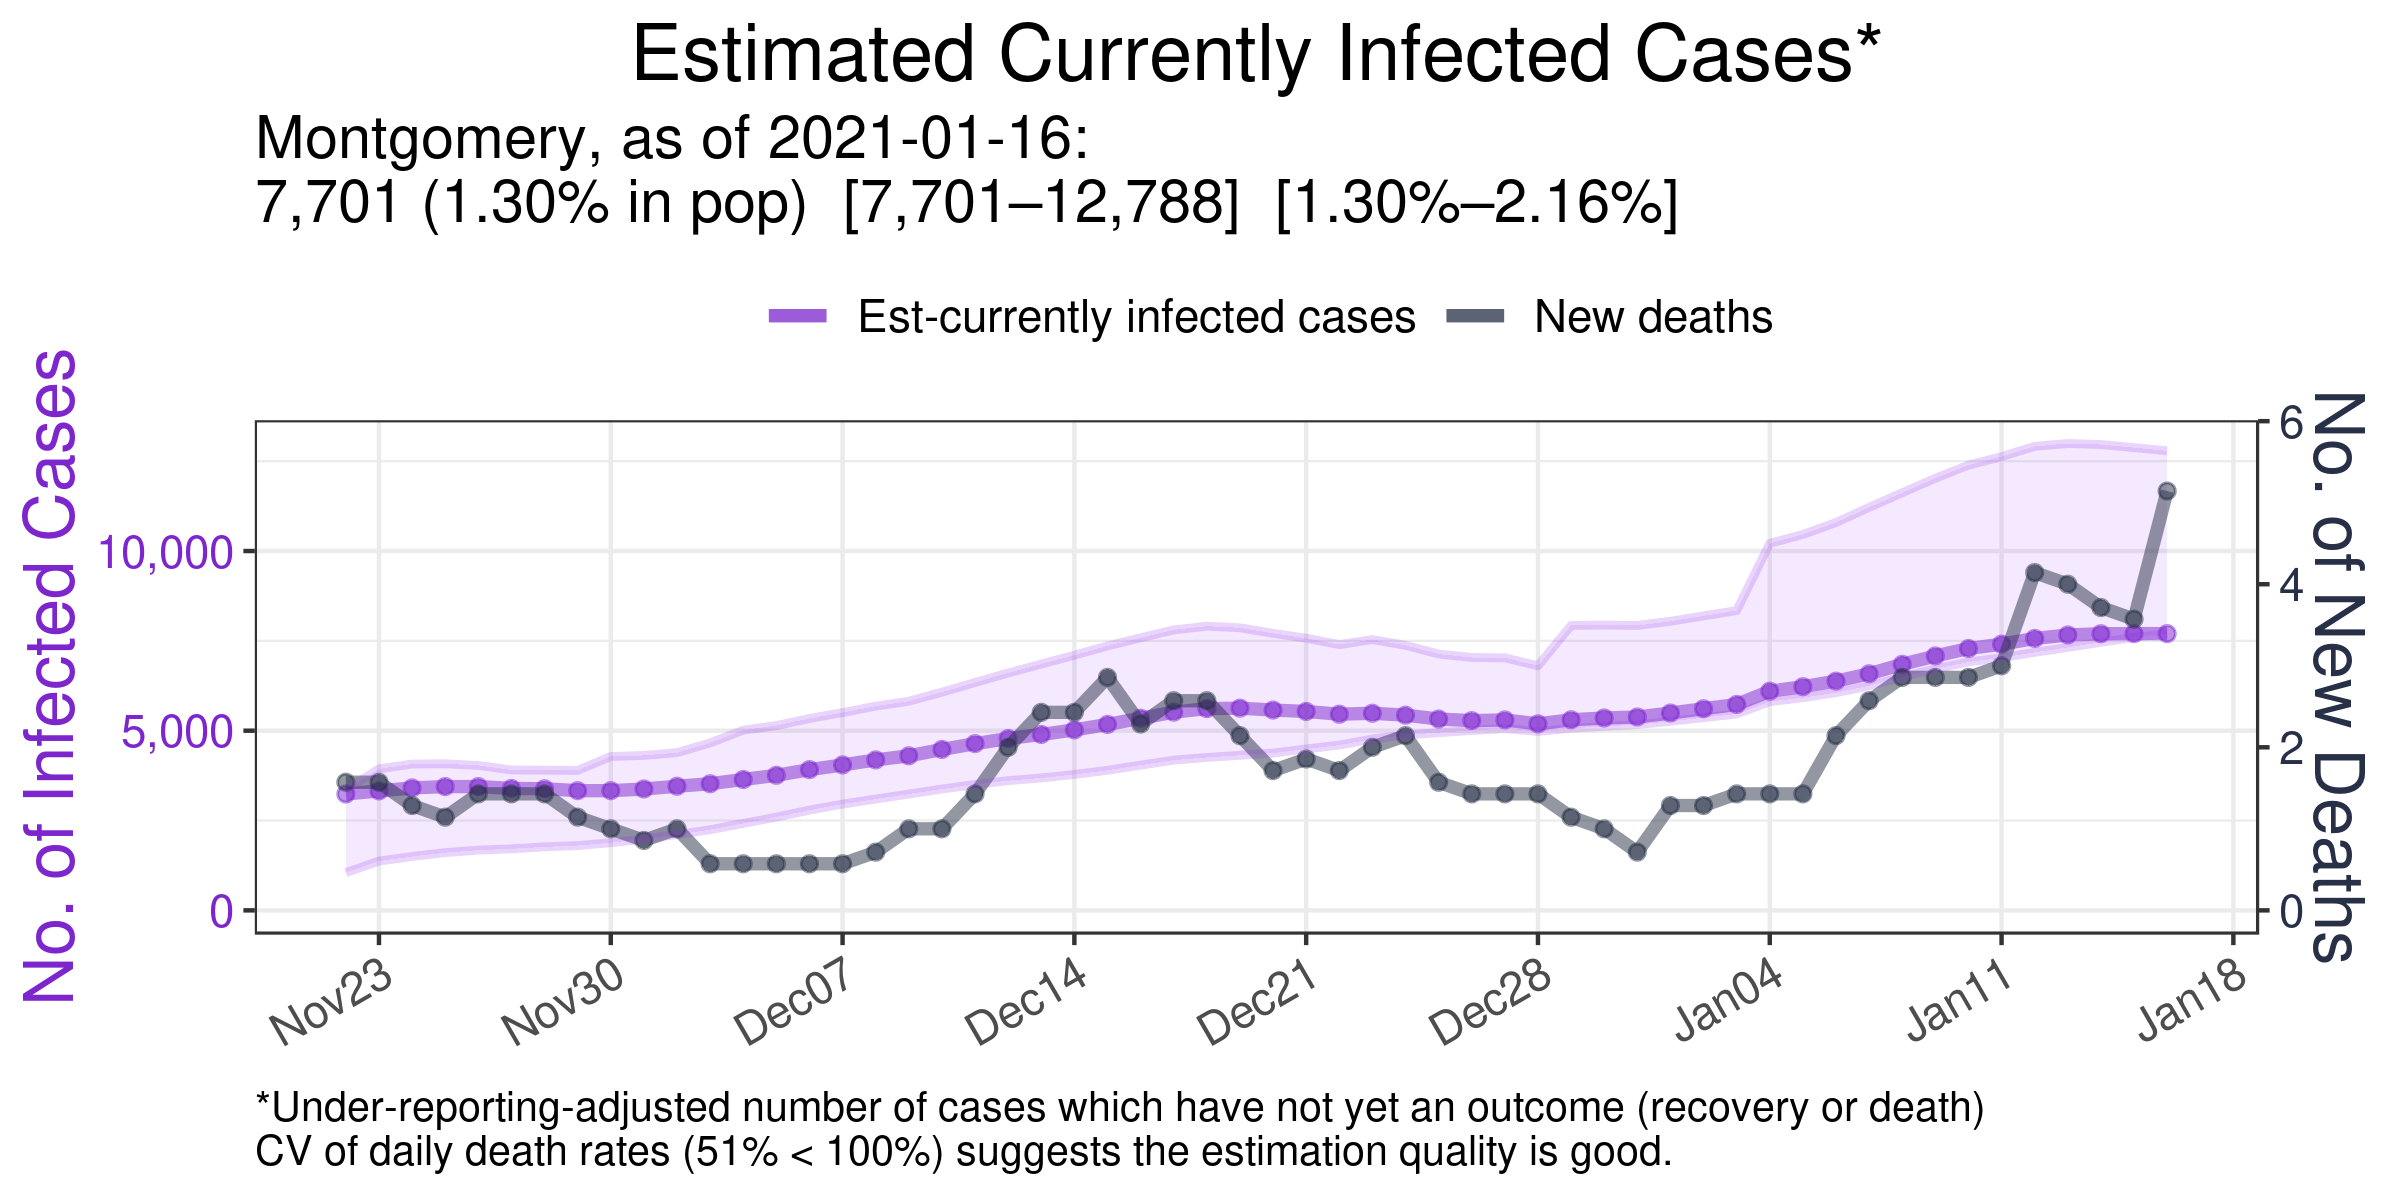 Estimated Currently Infected Cases*
Montgomery, as of 2021-01-16:
7,701 (1.30% in pop) [7,701–12,788] [1.30%–2.16%]
Est-currently infected cases New deaths
No. of Infected Cases
10,000
5,000
0
6
4
2
0
No. of New Deaths
Nov23 Nov30 Dec07 Dec14 Dec21 Dec28 Jan04 Jan11 Jan18
*Under-reporting-adjusted number of cases which have not yet an outcome (recovery or death)
CV of daily death rates (51% < 100%) suggests the estimation quality is good.